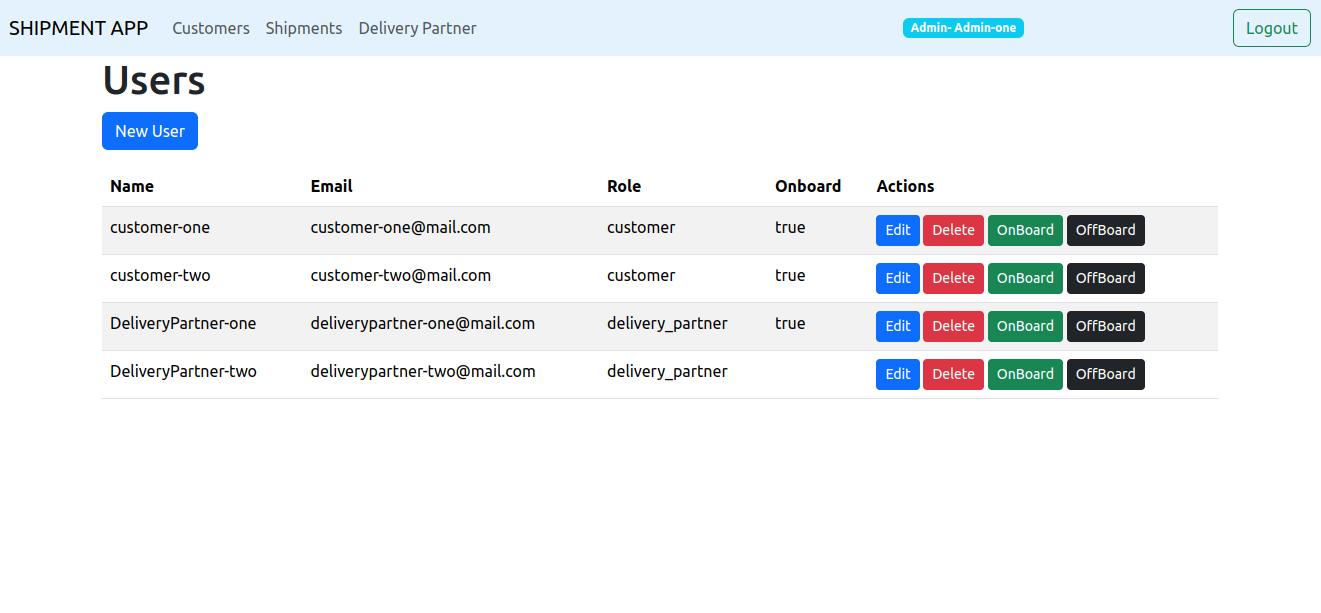 SHIPMENT APP Customers Shipments Delivery Partner Admin- Admin-one Logout
Users
New User
Name Email Role Onboard Actions
customer-one customer-one@mail.com customer true Edit Delete OnBoard OffBoard
customer-two customer-two@mail.com customer true Edit Delete OnBoard OffBoard
DeliveryPartner-one deliverypartner-one@mail.com delivery_partner true Edit Delete OnBoard OffBoard
DeliveryPartner-two deliverypartner-two@mail.com delivery_partner Edit Delete OnBoard OffBoard